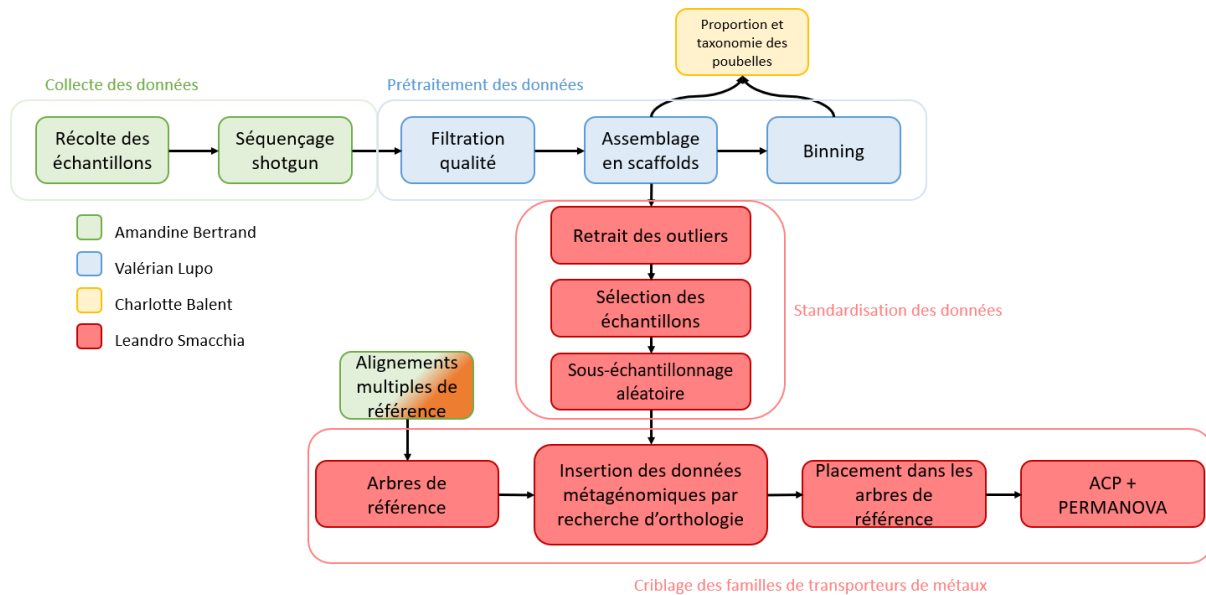 Proportion et
taxonomie des
poubelles
Collecte des données
Prétraitement des données
Récolte des
échantillons
Séquençage
shotgun
Filtration
qualité
Assemblage
en scaffolds
Binning
Amandine Bertrand
Valérian Lupo
Charlotte Balent
Leandro Smacchia
Retrait des outliers
Sélection des
échantillons
Sous-échantillonnage
aléatoire
Standardisation des données
Alignements
multiples de
référence
Arbres de
référence
Insertion des données
métagénomiques par
recherche d'orthologie
Placement dans les
arbres de
référence
ACP +
PERMANOVA
Criblage des familles de transporteurs de métaux